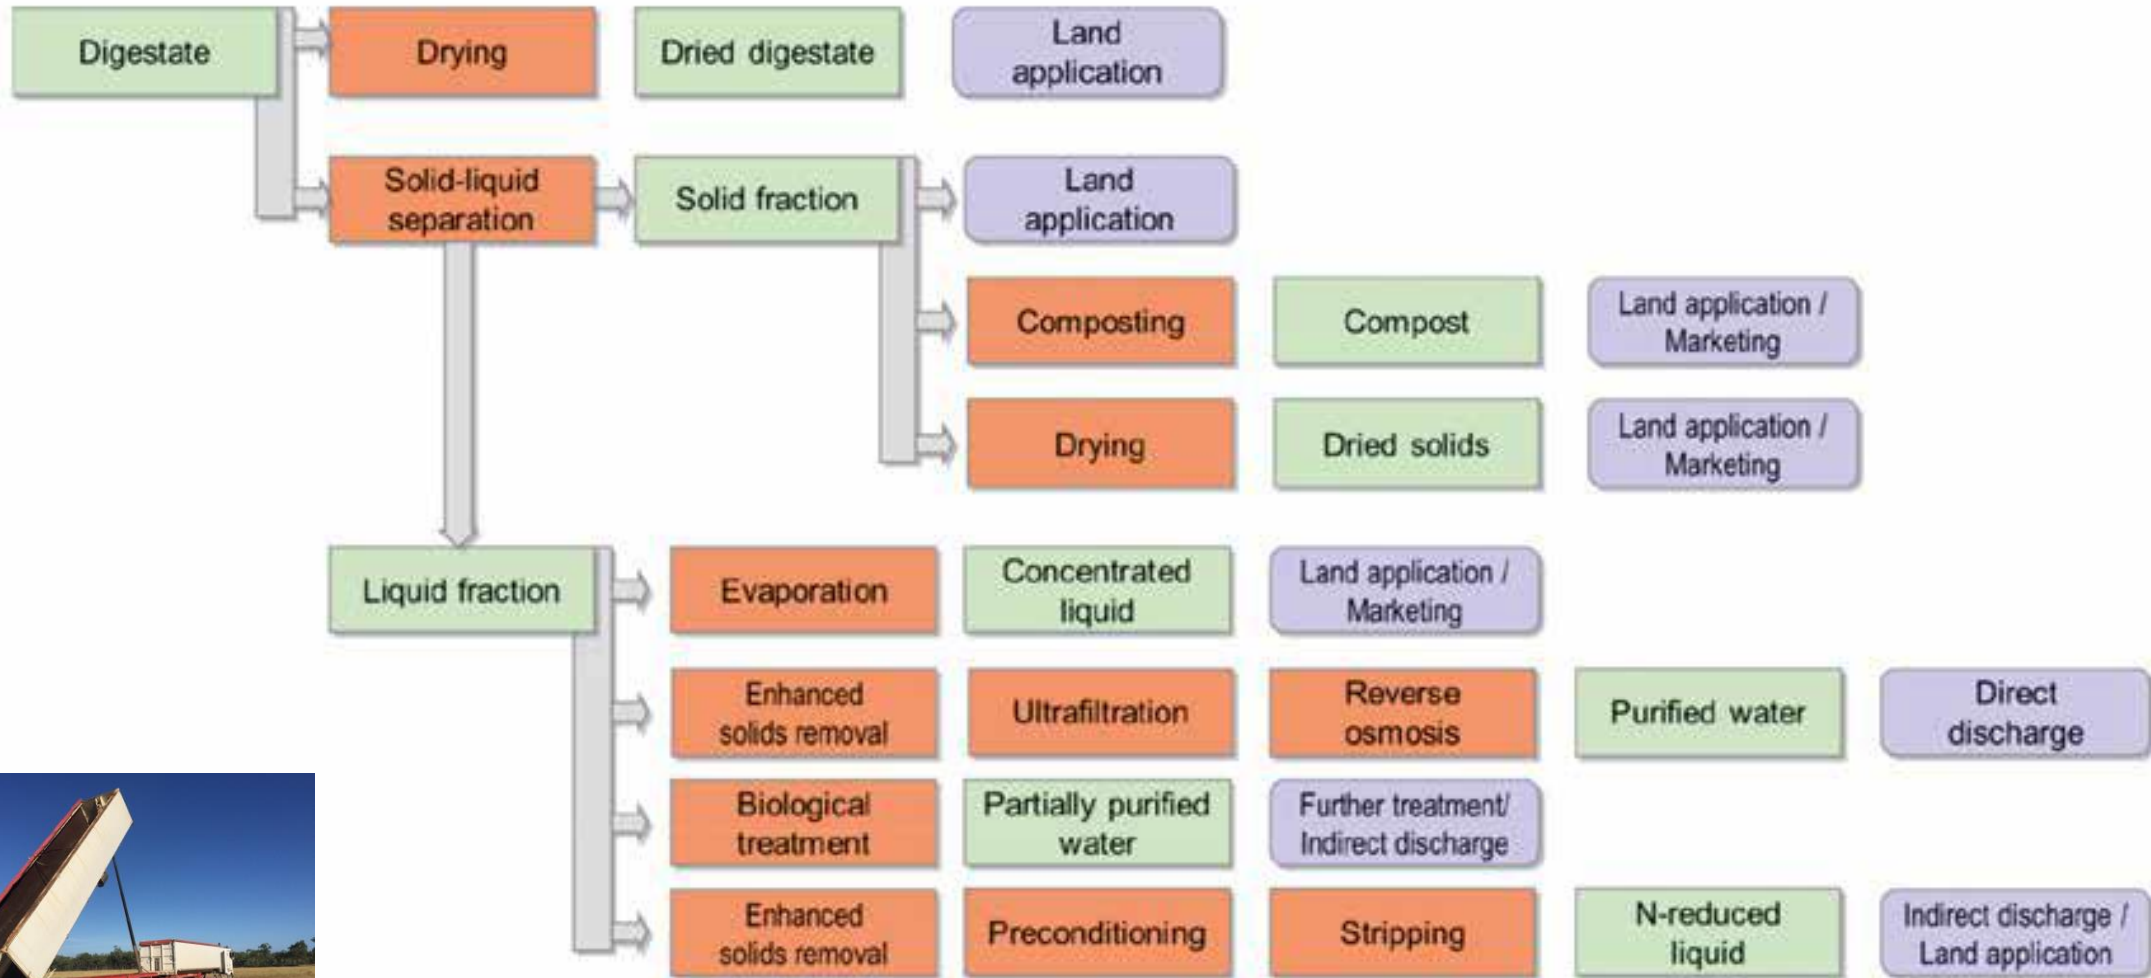 Digestate
Drying
Dried digestate
Land
application
Solid-liquid
separation
Solid fraction
Land
application
Composting
Compost
Land application /
Marketing
Drying
Dried solids
Land application /
Marketing
Liquid fraction
Evaporation
Concentrated
liquid
Land application /
Marketing
Enhanced
solids removal
Ultrafiltration
Reverse
osmosis
Purified water
Direct
discharge
Biological
treatment
Partially purified
water
Further treatment/
Indirect discharge
Enhanced
solids removal
Preconditioning
Stripping
N-reduced
liquid
Indirect discharge /
Land application